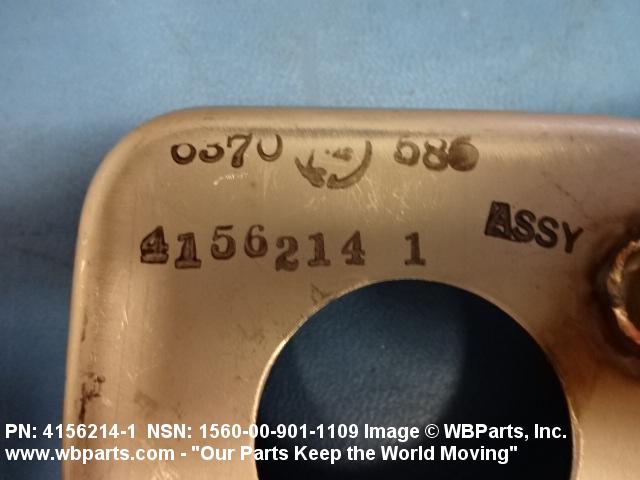 6370 586
4156214 1 ASSY
PN: 4156214-1 NSN: 1560-00-901-1109 Image © WBParts, Inc.
www.wbparts.com - "Our Parts Keep the World Moving"